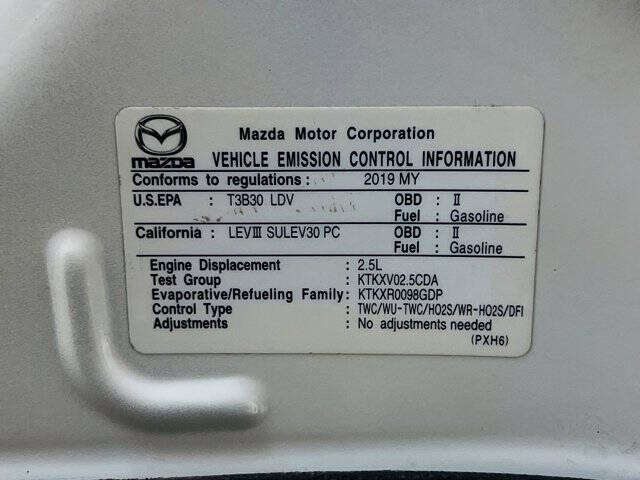 Mazda Motor Corporation
mazda VEHICLE EMISSION CONTROL INFORMATION
Conforms to regulations : 2019 MY
U.S.EPA : T3B30 LDV OBD : II
Fuel : Gasoline
California : LEVIII SULEV30 PC OBD : II
Fuel : Gasoline
Engine Displacement : 2.5L
Test Group : KTKXV02.5CDA
Evaporative/Refueling Family: KTKXR0098GDP
Control Type : TWC/WU-TWC/HO2S/WR-HO2S/DFI
Adjustments : No adjustments needed
(PXH6)